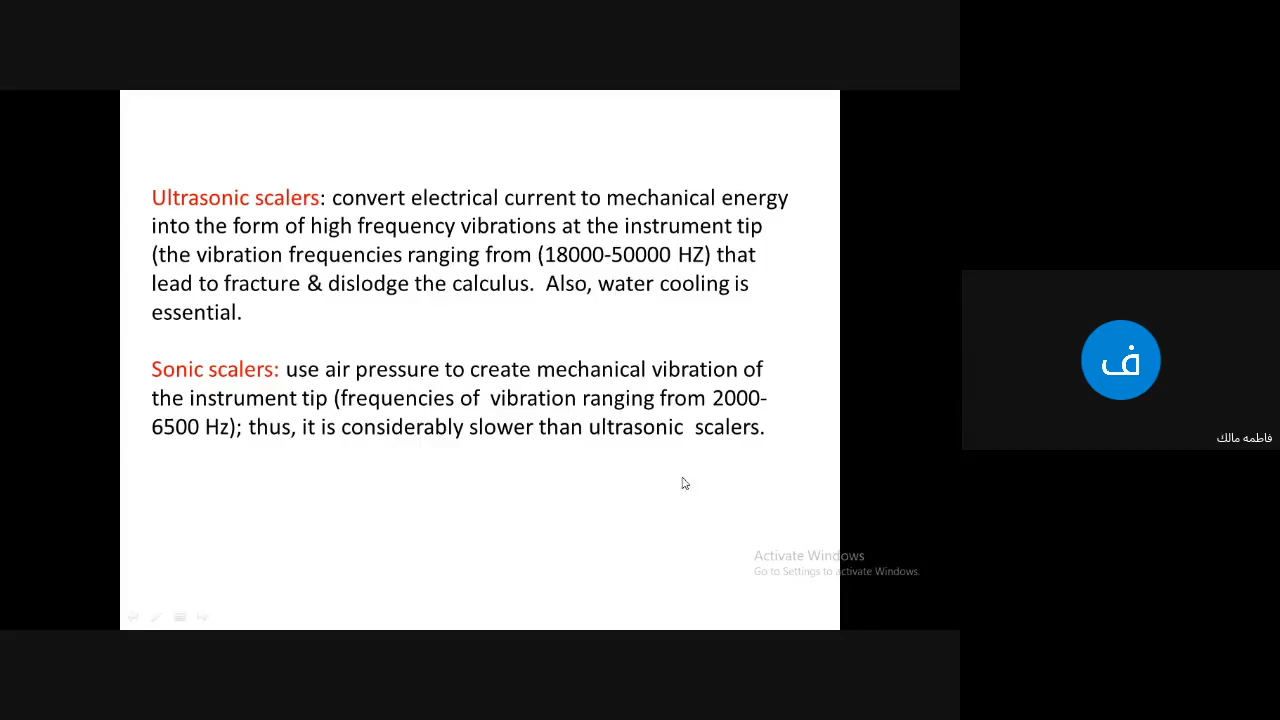 Ultrasonic scalers: convert electrical current to mechanical energy
into the form of high frequency vibrations at the instrument tip
(the vibration frequencies ranging from (18000-50000 HZ) that
lead to fracture & dislodge the calculus.  Also, water cooling is
essential.
Sonic scalers: use air pressure to create mechanical vibration of
the instrument tip (frequencies of  vibration ranging from 2000-
6500 Hz); thus, it is considerably slower than ultrasonic  scalers.
ف
فاطمه مالك
Activate Windows
Go to Settings to activate Windows.